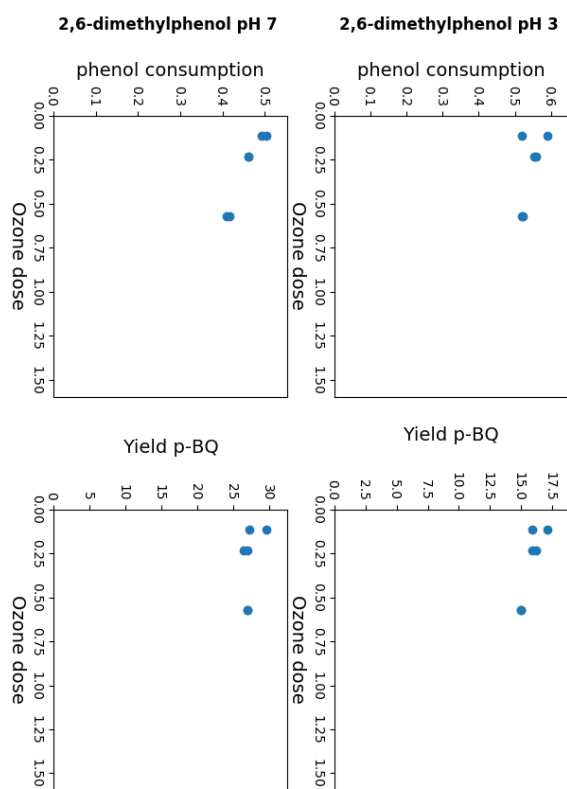 2,6-dimethylphenol pH 7
phenol consumption
0.0 0.1 0.2 0.3 0.4 0.5
0.00 0.25 0.50 0.75 1.00 1.25 1.50
Ozone dose
2,6-dimethylphenol pH 3
phenol consumption
0.0 0.1 0.2 0.3 0.4 0.5 0.6
0.00 0.25 0.50 0.75 1.00 1.25 1.50
Ozone dose
Yield p-BQ
0 5 10 15 20 25 30
0.00 0.25 0.50 0.75 1.00 1.25 1.50
Ozone dose
Yield p-BQ
0.0 2.5 5.0 7.5 10.0 12.5 15.0 17.5
0.00 0.25 0.50 0.75 1.00 1.25 1.50
Ozone dose